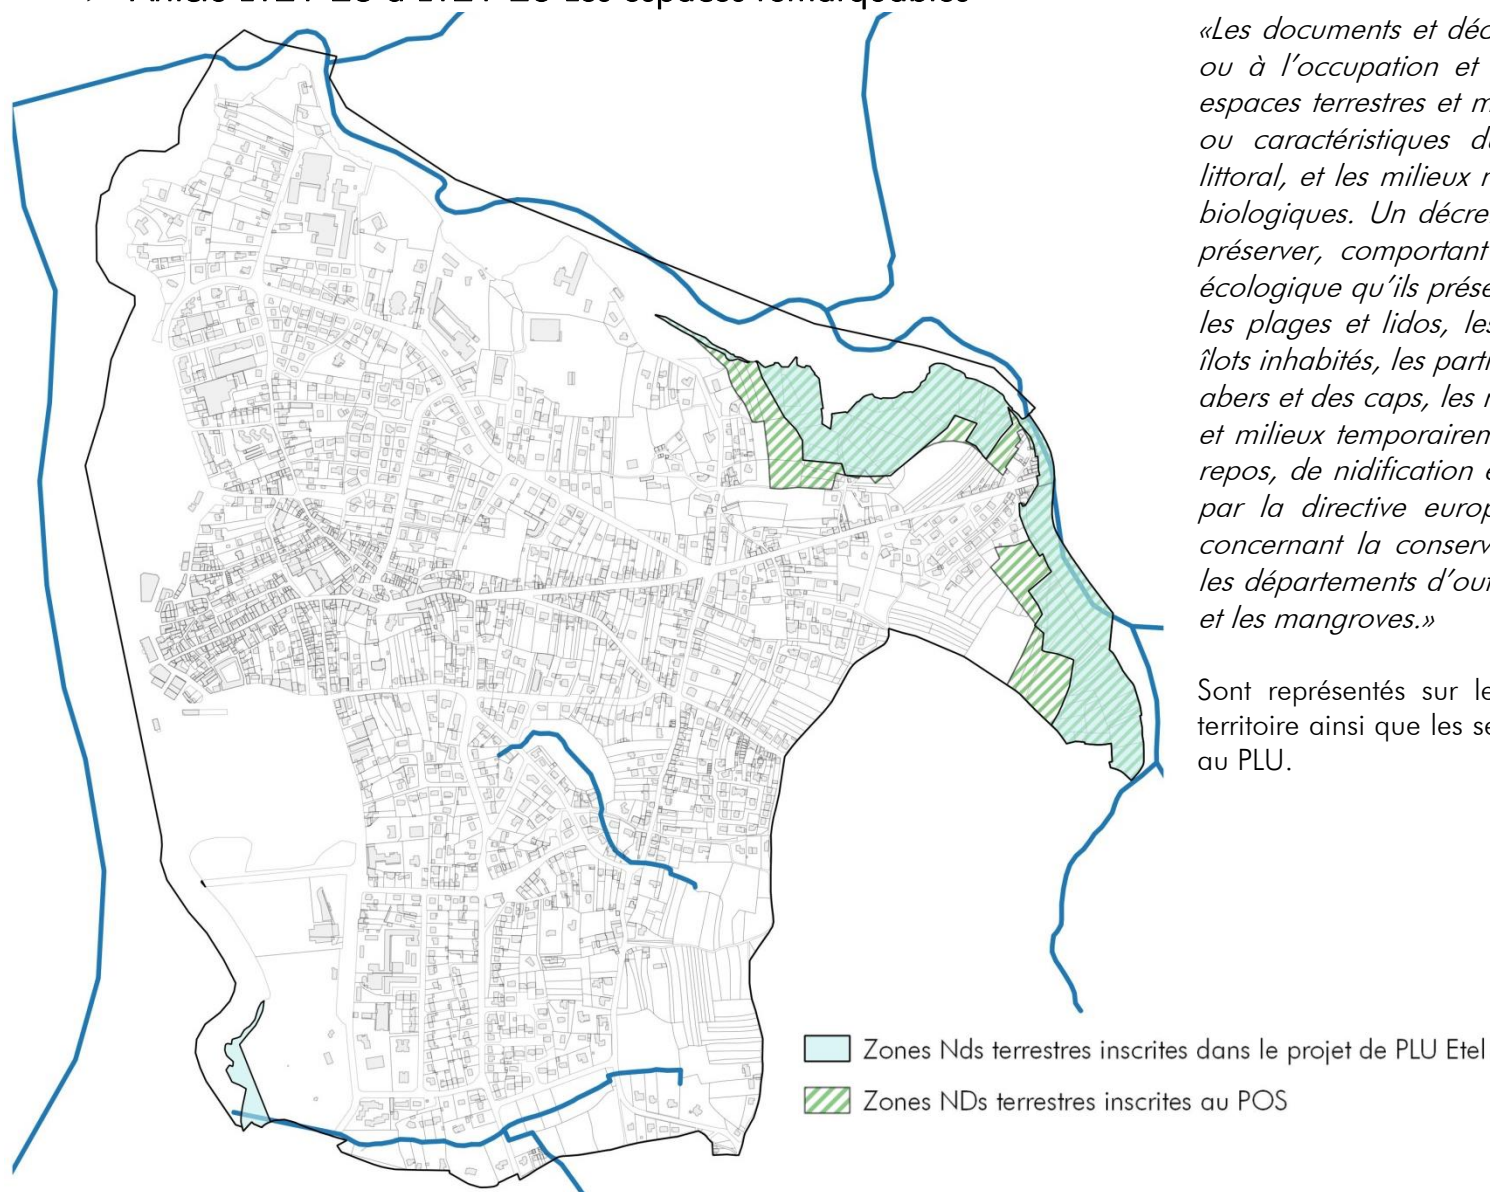 «Les documents et déc
ou à l'occupation et
espaces terrestres et m
ou caractéristiques du
littoral, et les milieux n
biologiques. Un décre
préserver, comportant
écologique qu'ils prése
les plages et lidos, les
îlots inhabités, les parti
abers et des caps, les n
et milieux temporairen
repos, de nidification e
par la directive europ
concernant la conserv
les départements d'out
et les mangroves.»
Sont représentés sur le
territoire ainsi que les se
au PLU.
Zones Nds terrestres inscrites dans le projet de PLU Etel
Zones NDs terrestres inscrites au POS